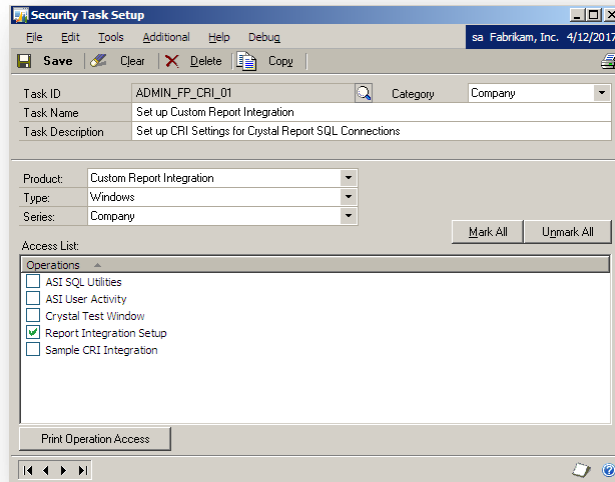 Security Task Setup
File Edit Tools Additional Help Debug sa Fabrikam, Inc. 4/12/2017
Save Clear Delete Copy
Task ID ADMIN_FP_CRI_01 Category Company
Task Name Set up Custom Report Integration
Task Description Set up CRI Settings for Crystal Report SQL Connections
Product: Custom Report Integration
Type: Windows
Series: Company
Mark All Unmark All
Access List:
Operations
ASI SQL Utilities
ASI User Activity
Crystal Test Window
Report Integration Setup
Sample CRI Integration
Print Operation Access